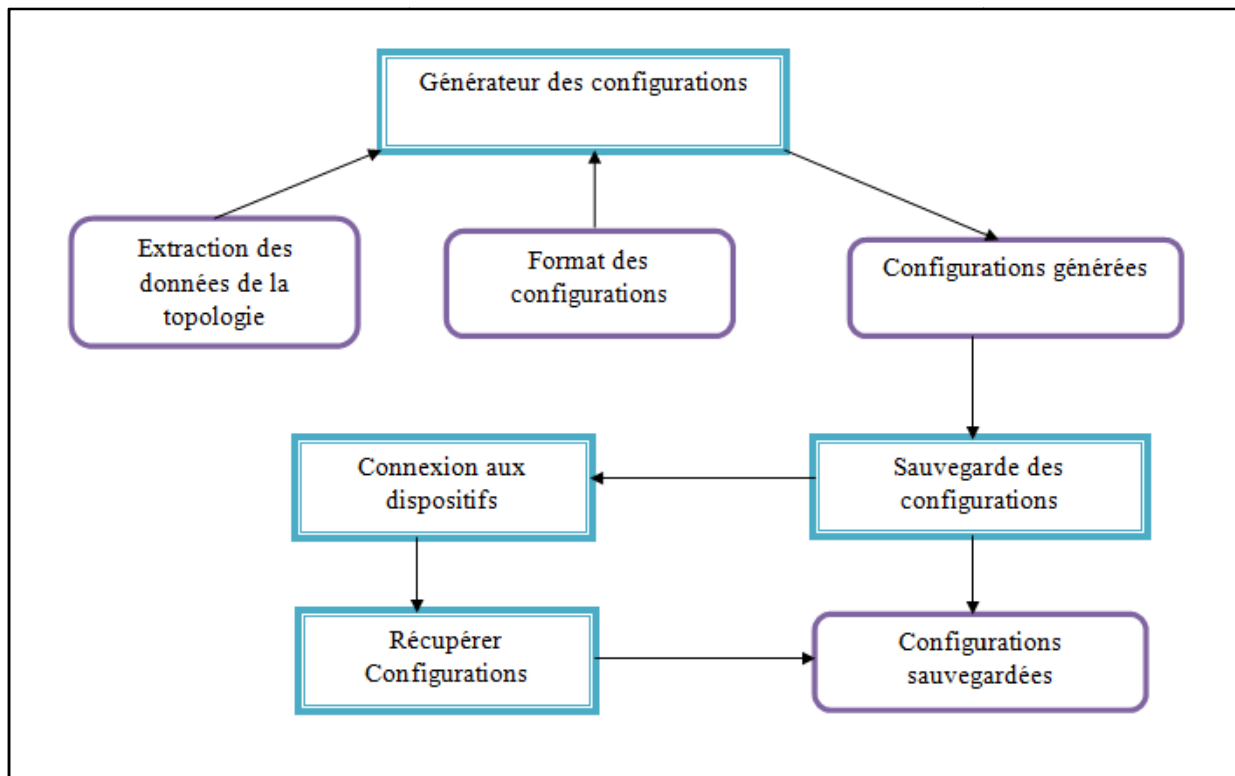 Générateur des configurations
Extraction des
données de la
topologie
Format des
configurations
Configurations générées
Connexion aux
dispositifs
Sauvegarde des
configurations
Récupérer
Configurations
Configurations
sauvegardées